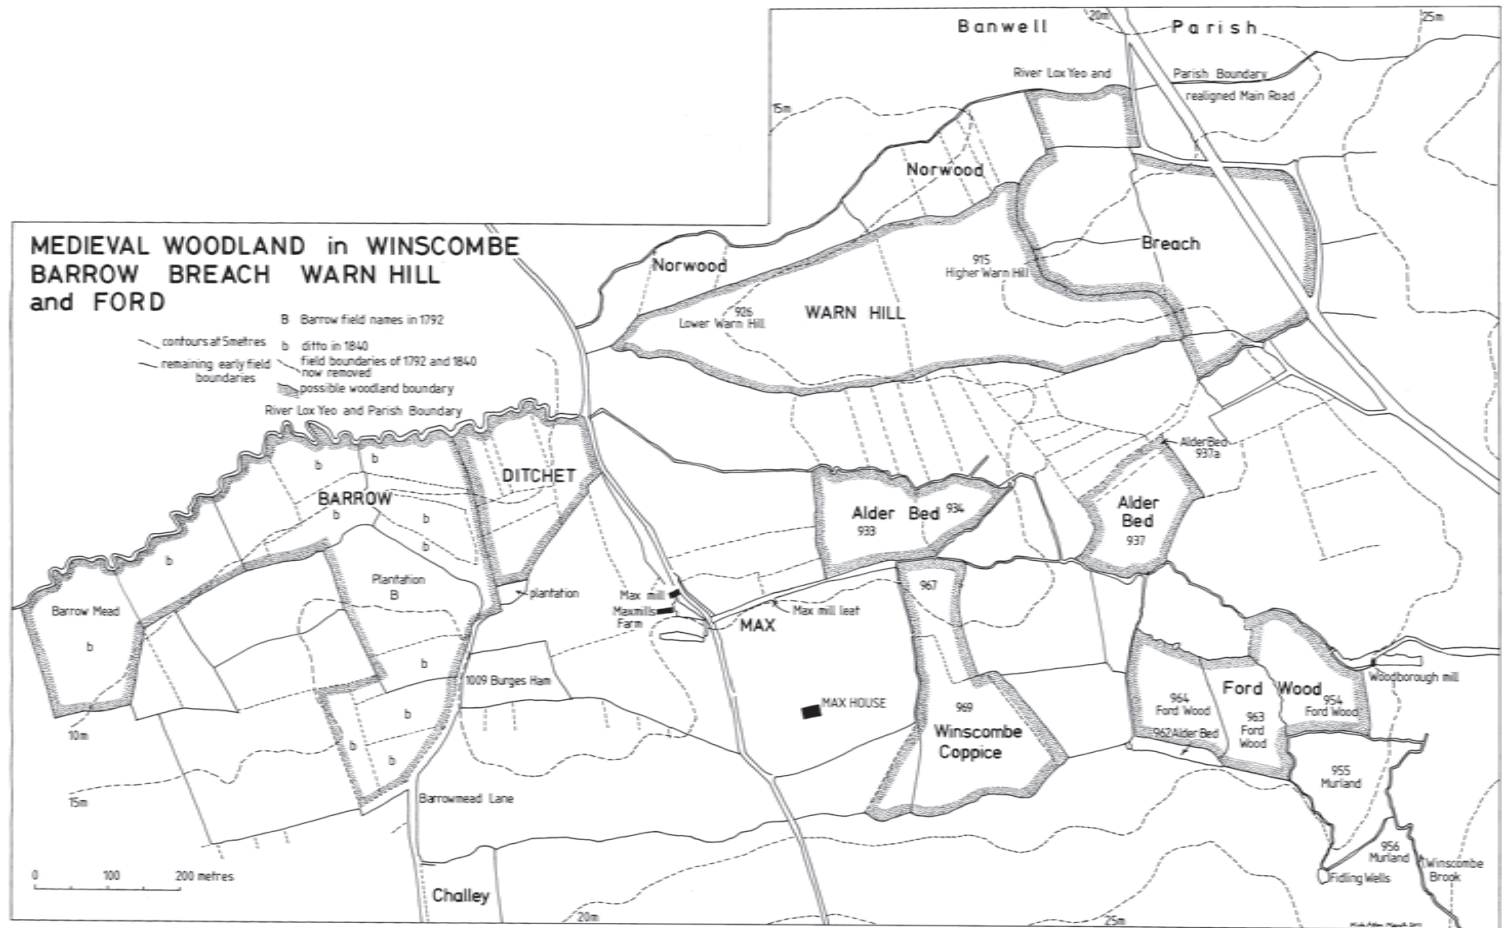 Banwell Parish
20m
25m
River Lox Yeo and Parish Boundary
realigned Main Road
15m
Norwood
MEDIEVAL WOODLAND in WINSCOMBE
BARROW BREACH WARN HILL
and FORD
Norwood
Breach
915
Higher Warn Hill
926
Lower Warn Hill
WARN HILL
B Barrow field names in 1792
contours at 5metres
b ditto in 1840
remaining early field
boundaries
field boundaries of 1792 and 1840
now removed
possible woodland boundary
River Lox Yeo and Parish Boundary
AlderBed
937a
b
b
DITCHET
BARROW
b
b
b
b
Alder Bed
933
934
Alder
Bed
937
Plantation
B
plantation
Barrow Mead
b
Max mill
Maxmills
Farm
Max mill leat
MAX
967
b
1009 Burges Ham
MAX HOUSE
Woodborough mill
Ford Wood
964
Ford Wood
963
Ford
Wood
954
Ford Wood
962 Alder Bed
969
Winscombe
Coppice
b
b
b
10m
15m
Barrowmead Lane
955
Murland
956
Murland
Fidling Wells
Winscombe
Brook
0 100 200 metres
Challey
20m
25m